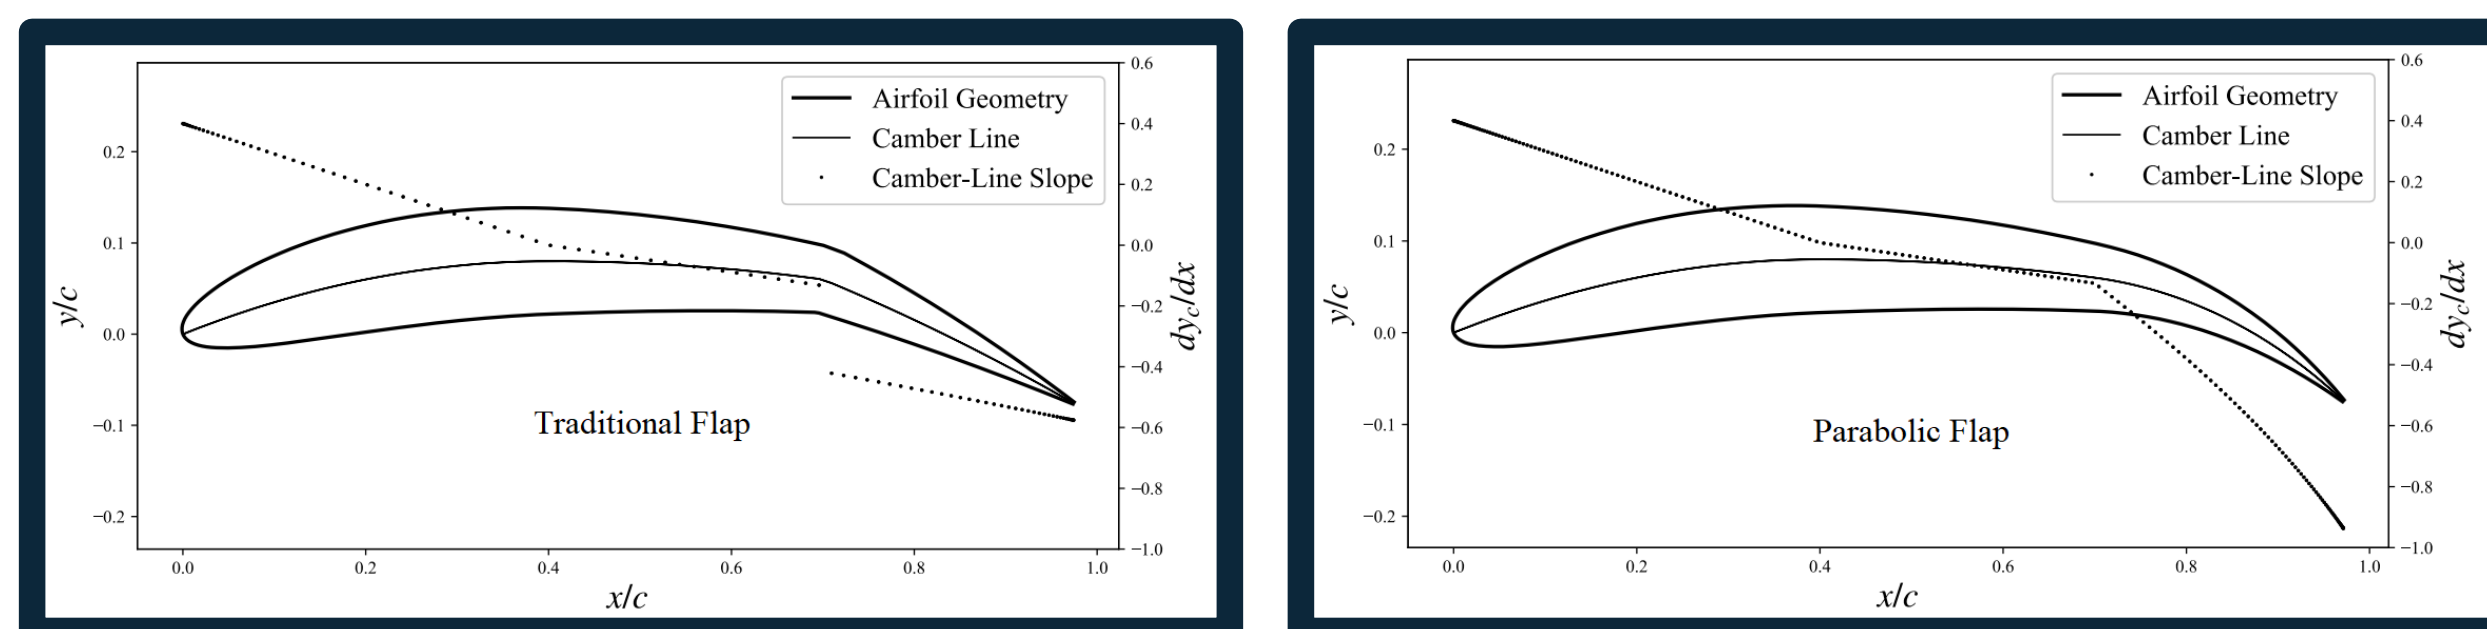 Airfoil Geometry
Camber Line
Camber-Line Slope
Traditional Flap
0.2
0.1
0.0
−0.1
−0.2
y/c
0.6
0.4
0.2
0.0
−0.2
−0.4
−0.6
−0.8
−1.0
dy_c/dx
0.0 0.2 0.4 0.6 0.8 1.0
x/c
Airfoil Geometry
Camber Line
Camber-Line Slope
Parabolic Flap
0.2
0.1
0.0
−0.1
−0.2
y/c
0.6
0.4
0.2
0.0
−0.2
−0.4
−0.6
−0.8
−1.0
dy_c/dx
0.0 0.2 0.4 0.6 0.8 1.0
x/c